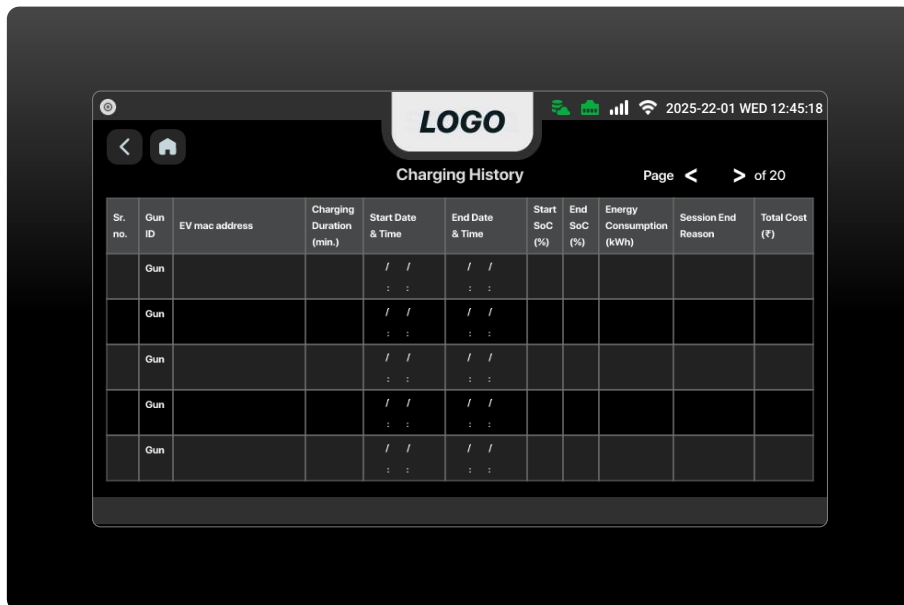 LOGO
2025-22-01 WED 12:45:18
Charging History
Page < > of 20
Sr. no.
Gun ID
EV mac address
Charging Duration (min.)
Start Date & Time
End Date & Time
Start SoC (%)
End SoC (%)
Energy Consumption (kWh)
Session End Reason
Total Cost (₹)
Gun / / / /
: : : :
Gun / / / /
: : : :
Gun / / / /
: : : :
Gun / / / /
: : : :
Gun / / / /
: : : :